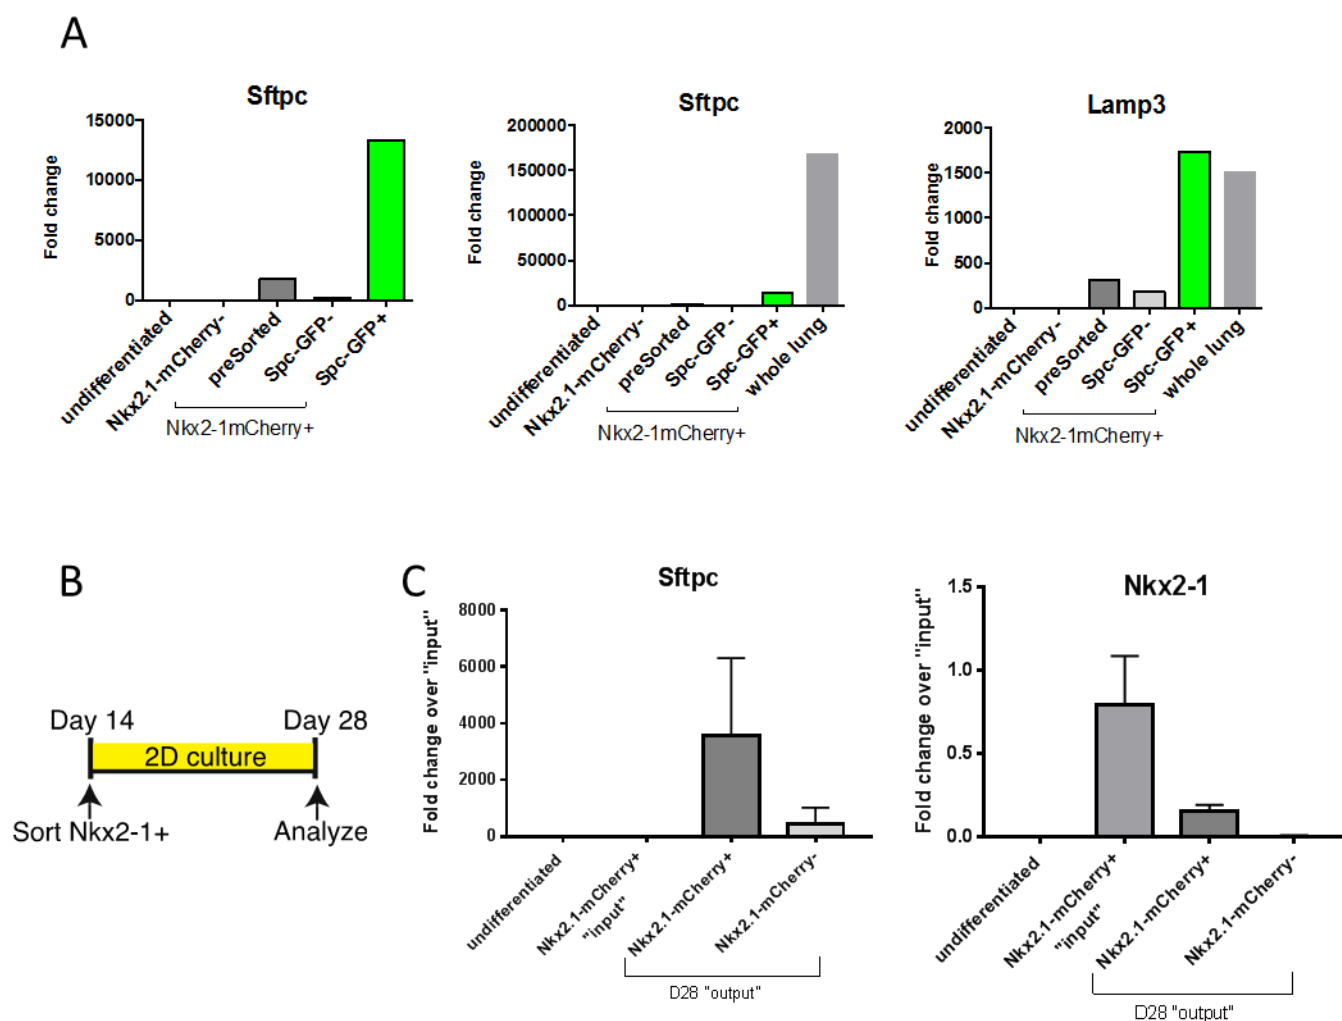 A
Sftpc
Fold change
15000
10000
5000
0
undifferentiated
Nkx2.1-mCherry-
preSorted
Spc-GFP-
Spc-GFP+
Nkx2-1mCherry+
Sftpc
Fold change
200000
150000
100000
50000
0
undifferentiated
Nkx2.1-mCherry-
preSorted
Spc-GFP-
Spc-GFP+
whole lung
Nkx2-1mCherry+
Lamp3
Fold change
2000
1500
1000
500
0
undifferentiated
Nkx2.1-mCherry-
preSorted
Spc-GFP-
Spc-GFP+
whole lung
Nkx2-1mCherry+
B
Day 14
Day 28
2D culture
Sort Nkx2-1+
Analyze
C
Sftpc
Fold change over "input"
8000
6000
4000
2000
0
undifferentiated
Nkx2.1-mCherry+
"input"
Nkx2.1-mCherry+
Nkx2.1-mCherry-
D28 "output"
Nkx2-1
Fold change over "input"
1.5
1.0
0.5
0.0
undifferentiated
Nkx2.1-mCherry+
"input"
Nkx2.1-mCherry+
Nkx2.1-mCherry-
D28 "output"